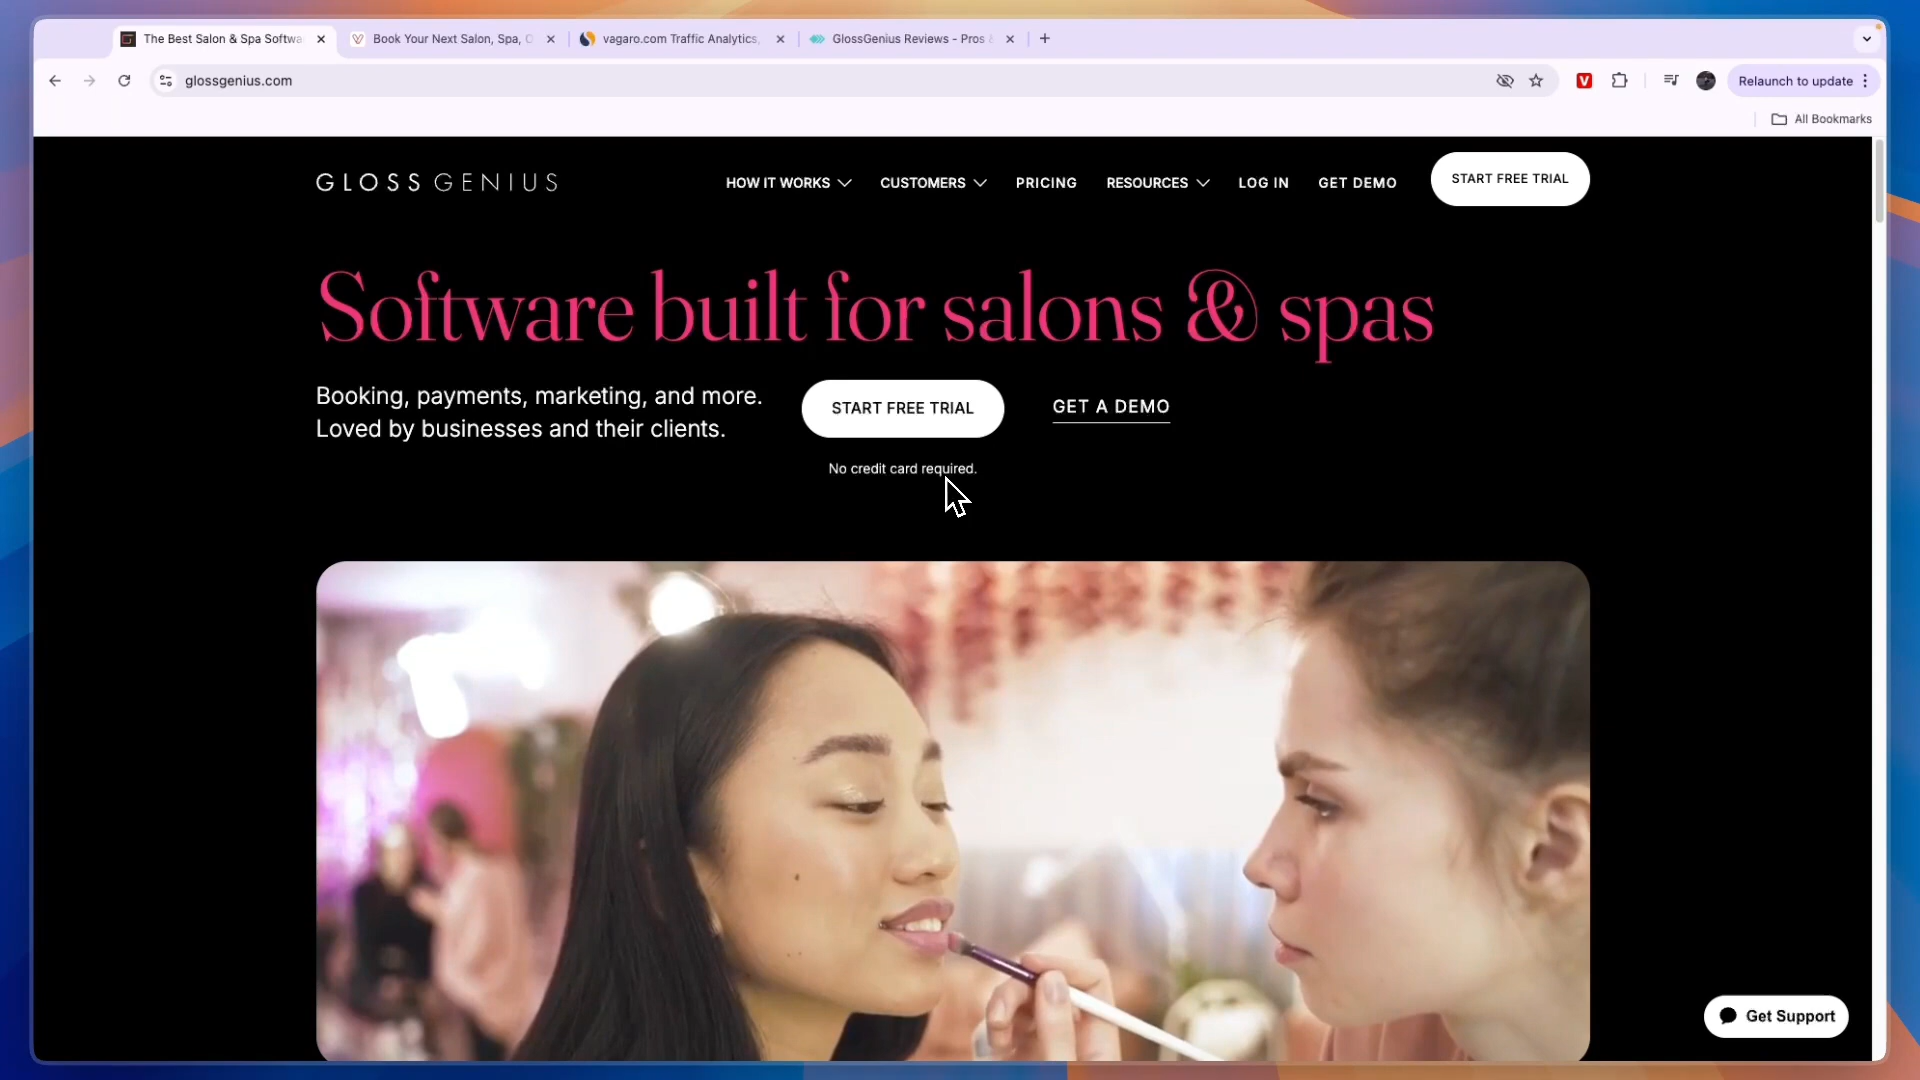 The Best Salon & Spa Softwa
Book Your Next Salon, Spa, O
vagaro.com Traffic Analytics,
GlossGenius Reviews - Pros &
glossgenius.com
Relaunch to update
All Bookmarks
GLOSS GENIUS
HOW IT WORKS
CUSTOMERS
PRICING
RESOURCES
LOG IN
GET DEMO
START FREE TRIAL
Software built for salons & spas
Booking, payments, marketing, and more.
Loved by businesses and their clients.
START FREE TRIAL
GET A DEMO
No credit card required.
Get Support